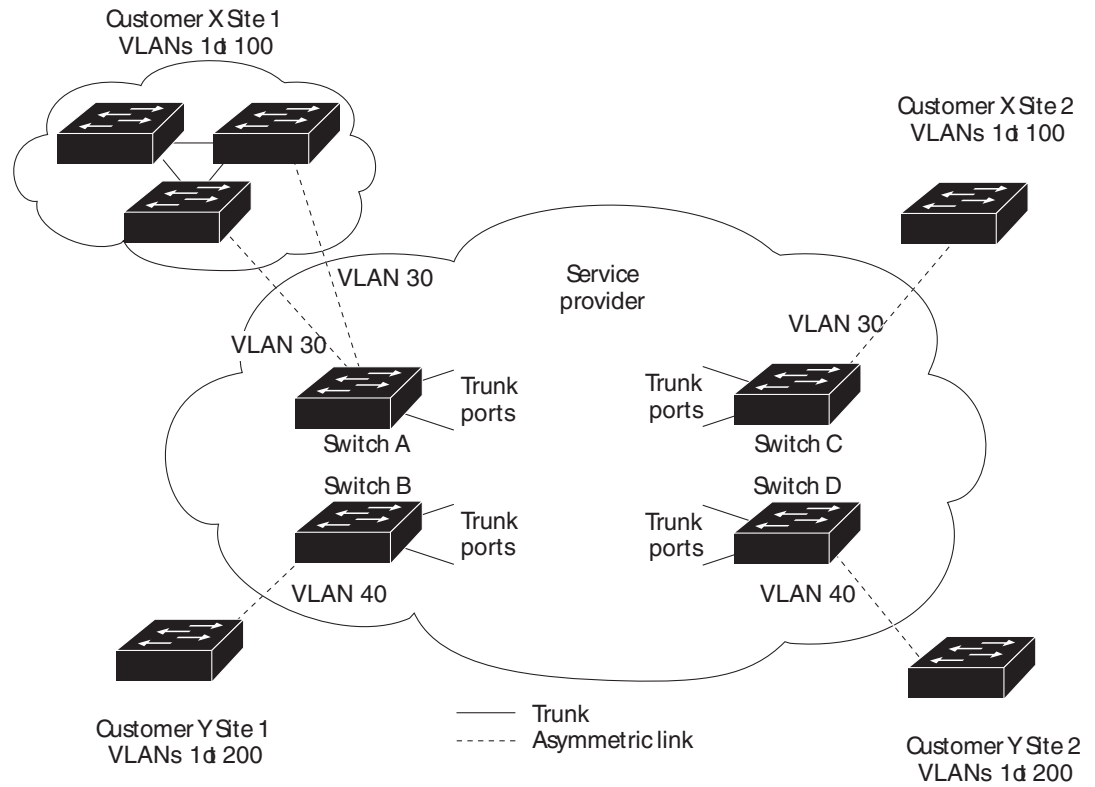 Customer X Site 1
VLANs 1 to 100
Customer X Site 2
VLANs 1 to 100
VLAN 30
Service
provider
VLAN 30
VLAN 30
Trunk
ports
Trunk
ports
Switch A
Switch C
Switch B
Switch D
Trunk
ports
Trunk
ports
VLAN 40
VLAN 40
Customer Y Site 1
VLANs 1 to 200
Trunk
Asymmetric link
Customer Y Site 2
VLANs 1 to 200